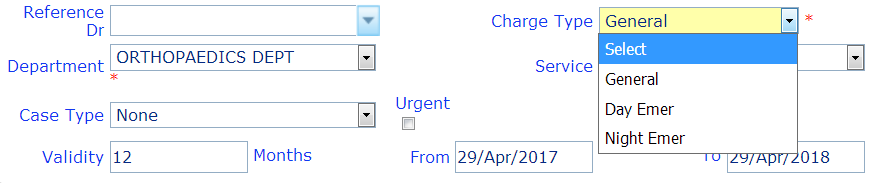 Reference Dr
Charge Type General *
Select
General
Day Emer
Night Emer
Department ORTHOPAEDICS DEPT
*
Service
Case Type None
Urgent
Validity 12 Months
From 29/Apr/2017
To 29/Apr/2018